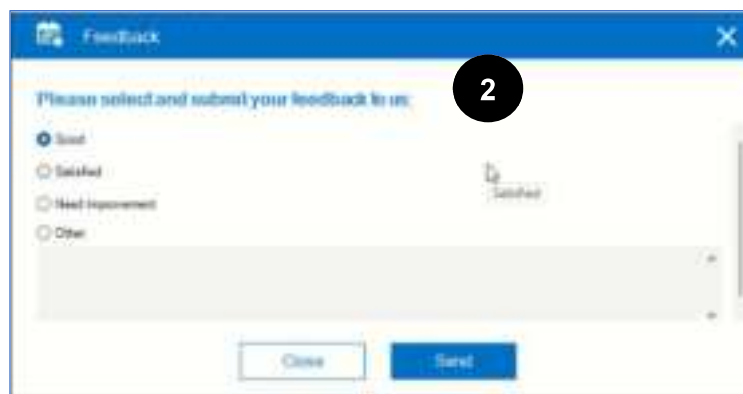 Feedback
Please select and submit your feedback to us:
2
Good
Satisfied
Satisfied
Need Improvement
Other
Close
Send